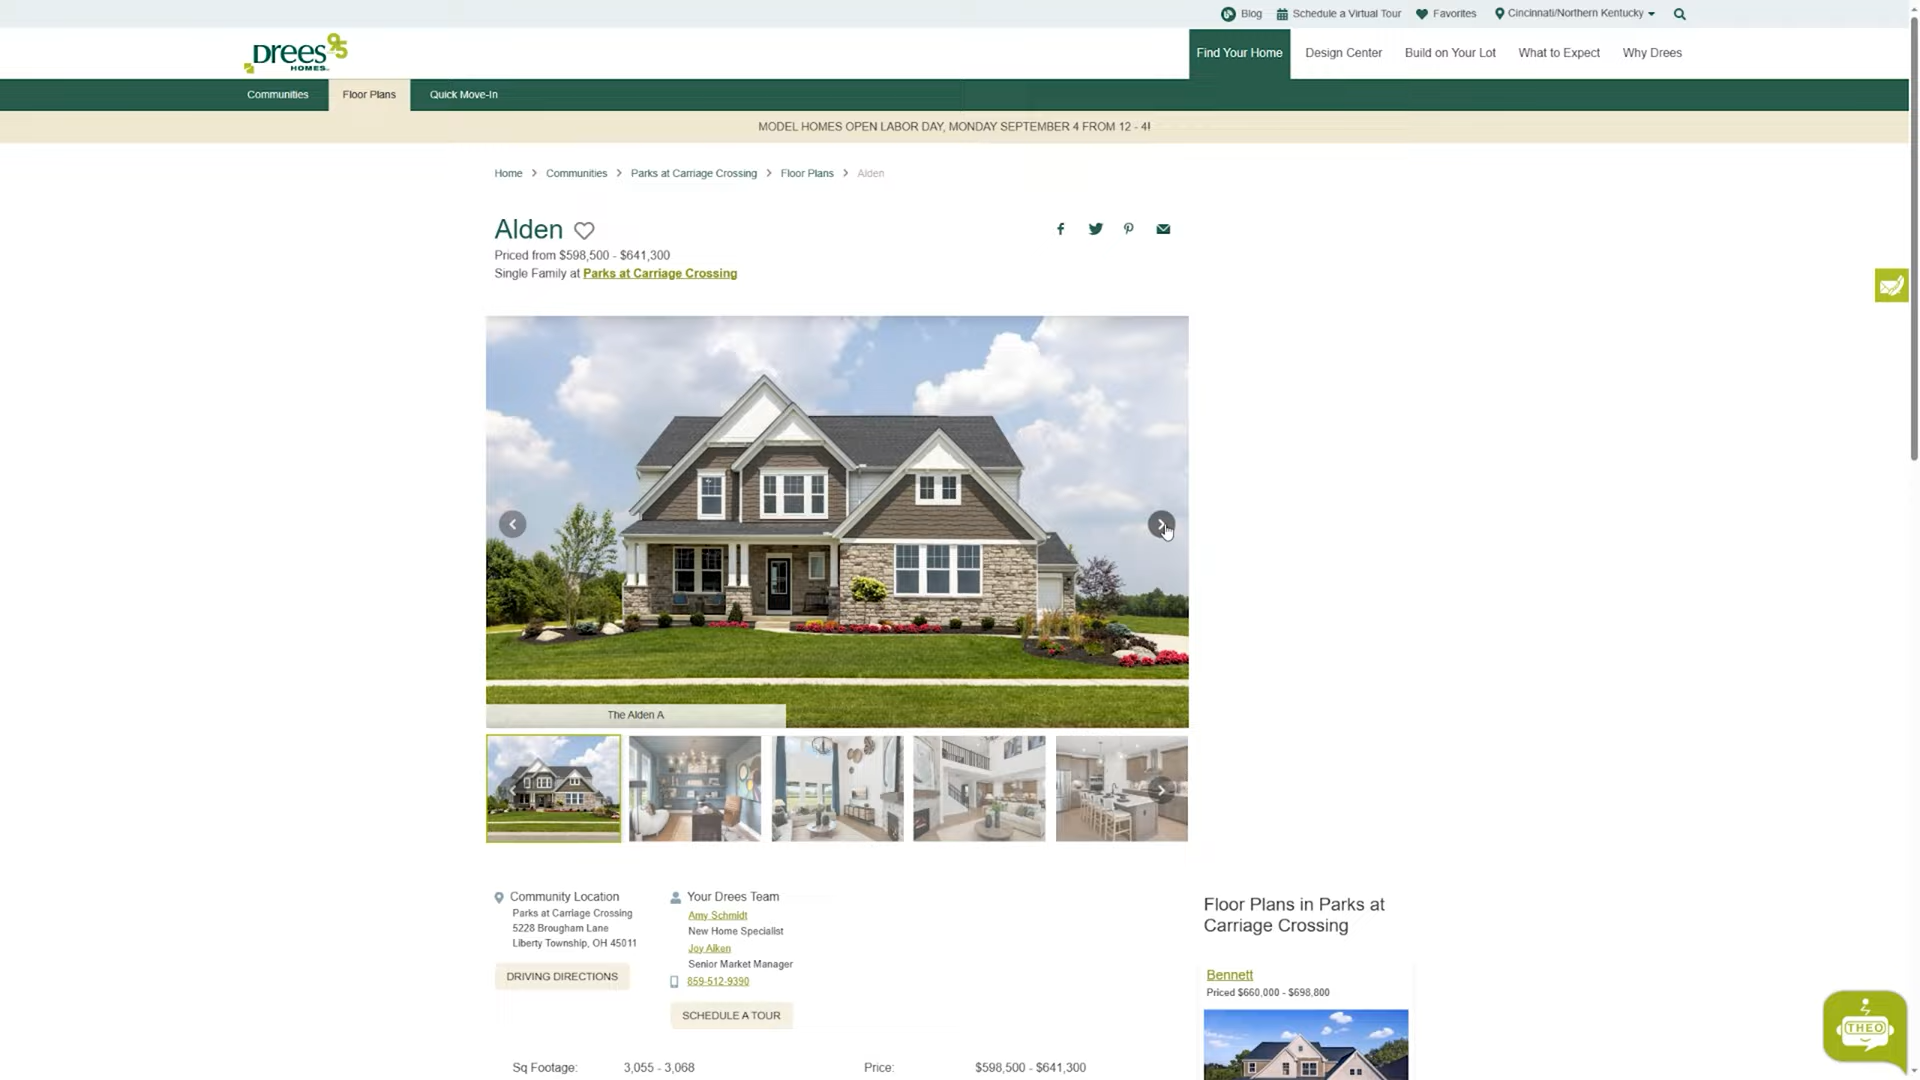 Blog
Schedule a Virtual Tour
Favorites
Cincinnati/Northern Kentucky
Drees 95
HOMES
Find Your Home
Design Center
Build on Your Lot
What to Expect
Why Drees
Communities
Floor Plans
Quick Move-In
MODEL HOMES OPEN LABOR DAY, MONDAY SEPTEMBER 4 FROM 12 - 4
Home > Communities > Parks at Carriage Crossing > Floor Plans > Alden
Alden
Priced from $598,500 - $641,300
Single Family at Parks at Carriage Crossing
The Alden A
Community Location
Parks at Carriage Crossing
5228 Brougham Lane
Liberty Township, OH 45011
DRIVING DIRECTIONS
Your Drees Team
Amy Schmidt
New Home Specialist
Joy Aiken
Senior Market Manager
859-512-9390
SCHEDULE A TOUR
Floor Plans in Parks at
Carriage Crossing
Bennett
Priced $660,000 - $698,800
THEO
Sq Footage: 3,055 - 3,068
Price: $598,500 - $641,300